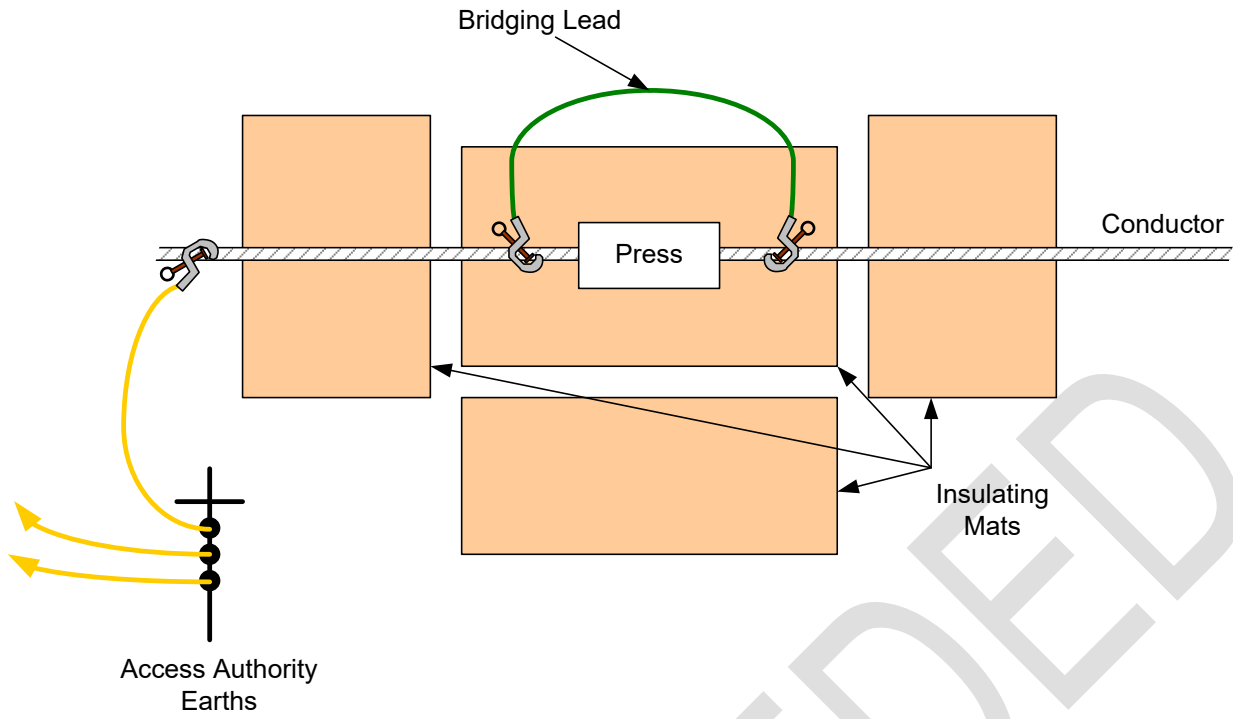 Bridging Lead
Conductor
Press
Insulating
Mats
Access Authority
Earths